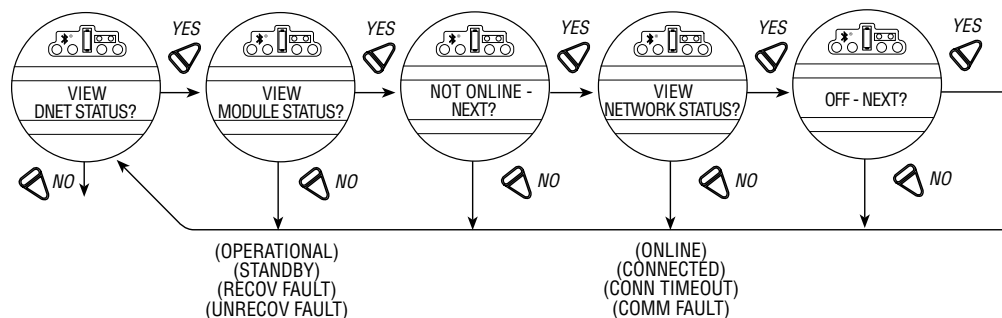 YES
YES
YES
YES
YES
VIEW
DNET STATUS?
VIEW
MODULE STATUS?
NOT ONLINE -
NEXT?
VIEW
NETWORK STATUS?
OFF - NEXT?
NO
NO
NO
NO
NO
(OPERATIONAL)
(STANDBY)
(RECOV FAULT)
(UNRECOV FAULT)
(ONLINE)
(CONNECTED)
(CONN TIMEOUT)
(COMM FAULT)